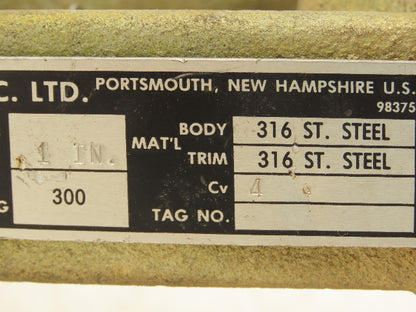 C. LTD. PORTSMOUTH, NEW HAMPSHIRE U.S.
98375
1 IN.
300
G
BODY 316 ST. STEEL
MAT'L
TRIM 316 ST. STEEL
Cv 4
TAG NO.